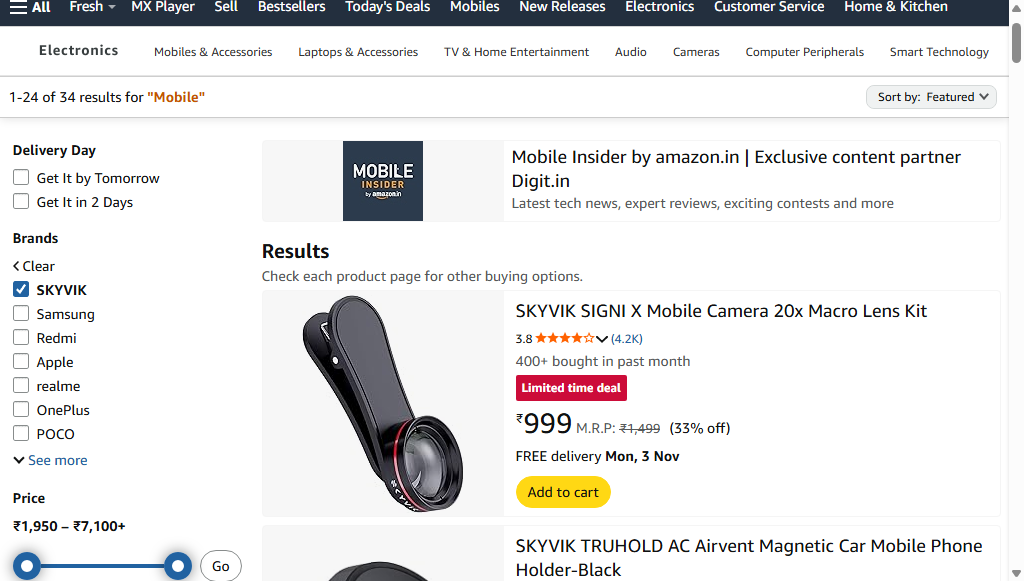 All
Fresh
MX Player
Sell
Bestsellers
Today's Deals
Mobiles
New Releases
Electronics
Customer Service
Home & Kitchen
Electronics
Mobiles & Accessories
Laptops & Accessories
TV & Home Entertainment
Audio
Cameras
Computer Peripherals
Smart Technology
1-24 of 34 results for "Mobile"
Sort by: Featured
Delivery Day
Get It by Tomorrow
Get It in 2 Days
Brands
Clear
SKYVIK
Samsung
Redmi
Apple
realme
OnePlus
POCO
See more
Price
₹1,950 – ₹7,100+
Go
MOBILE
INSIDER
by amazon.in
Mobile Insider by amazon.in | Exclusive content partner
Digit.in
Latest tech news, expert reviews, exciting contests and more
Results
Check each product page for other buying options.
SKYVIK
SKYVIK SIGNI X Mobile Camera 20x Macro Lens Kit
3.8 (4.2K)
400+ bought in past month
Limited time deal
₹999 M.R.P: ₹1,499 (33% off)
FREE delivery Mon, 3 Nov
Add to cart
SKYVIK TRUHOLD AC Airvent Magnetic Car Mobile Phone
Holder-Black